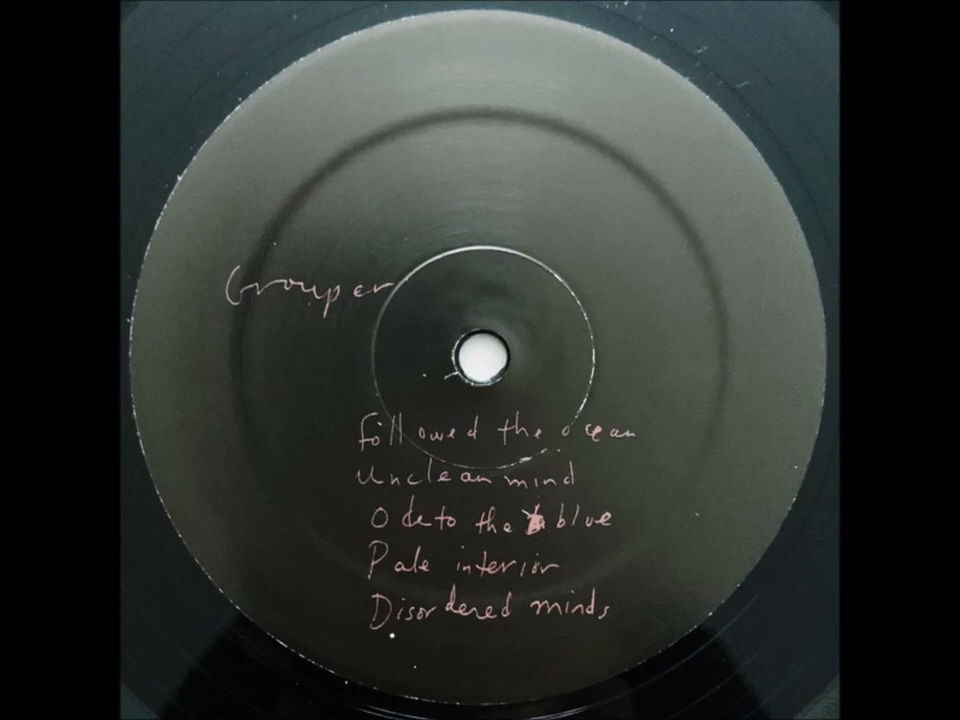 Grouper
Followed the ocean
Unclean mind
Ode to the blue
Pale interior
Disordered minds